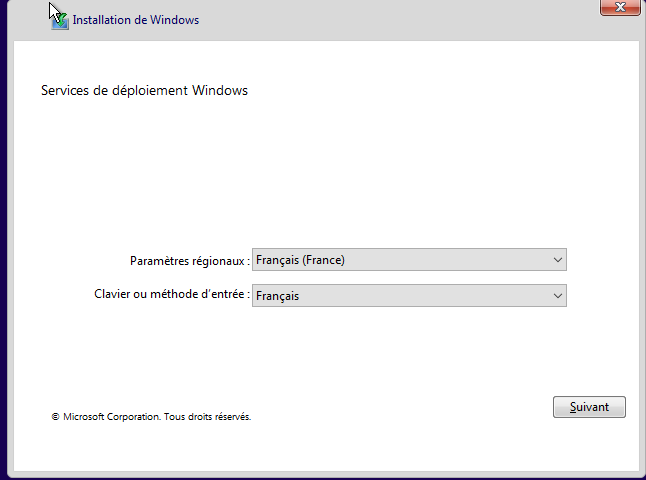 Installation de Windows
Services de déploiement Windows
Paramètres régionaux : Français (France)
Clavier ou méthode d'entrée : Français
Suivant
© Microsoft Corporation. Tous droits réservés.